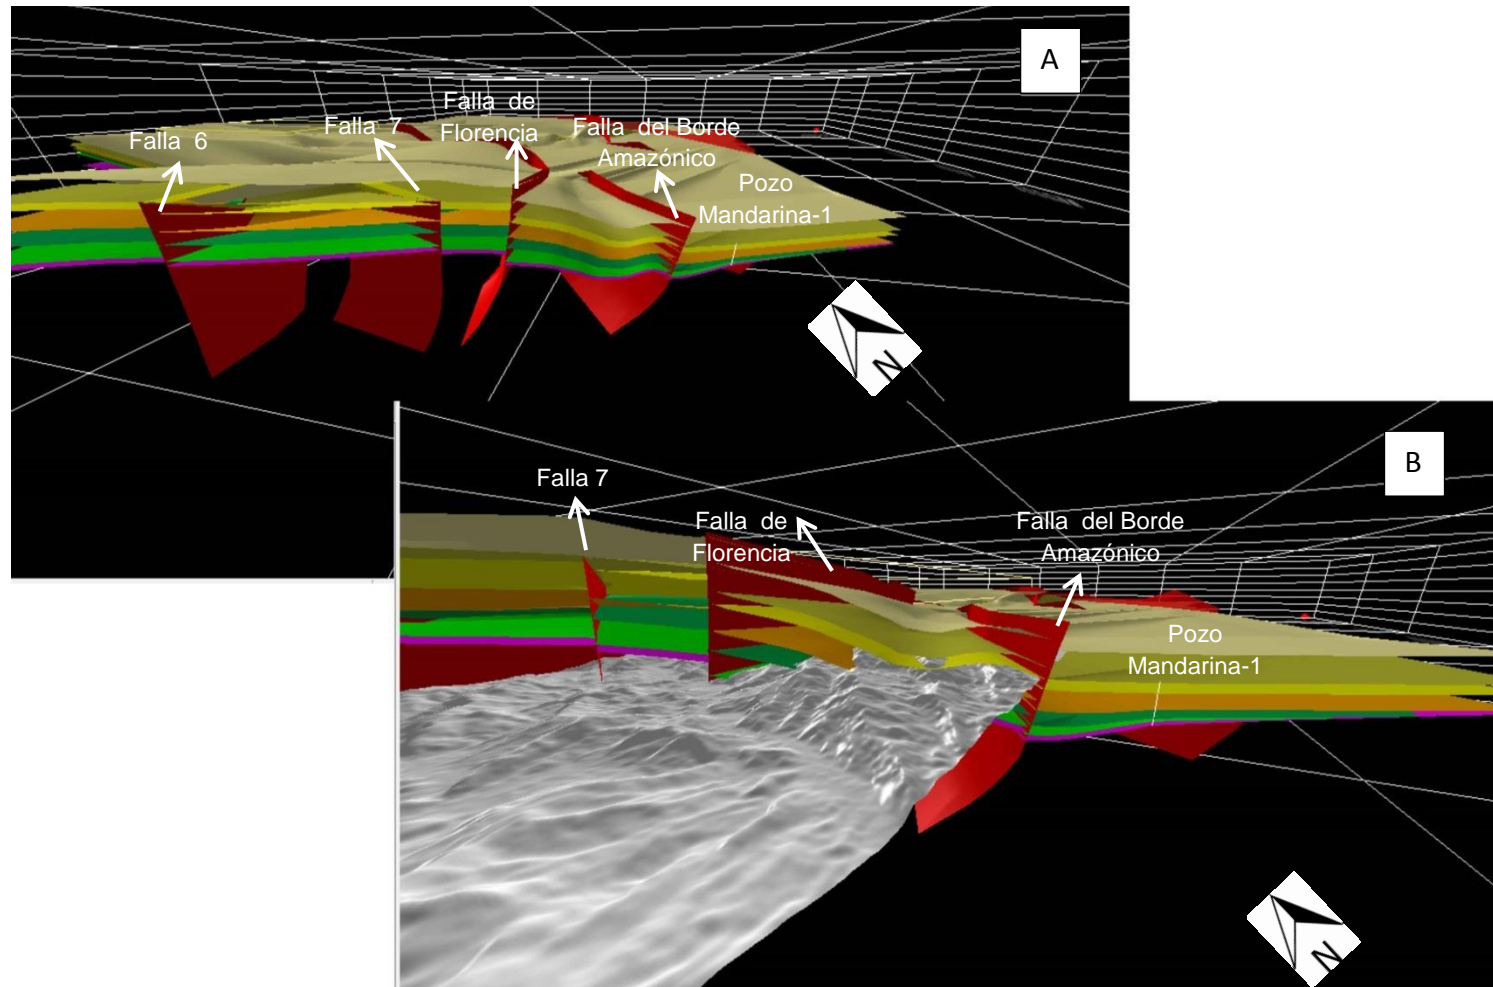 A
Falla de
Florencia
Falla 7
Falla del Borde
Amazónico
Falla 6
Pozo
Mandarina-1
N
B
Falla 7
Falla de
Florencia
Falla del Borde
Amazónico
Pozo
Mandarina-1
N